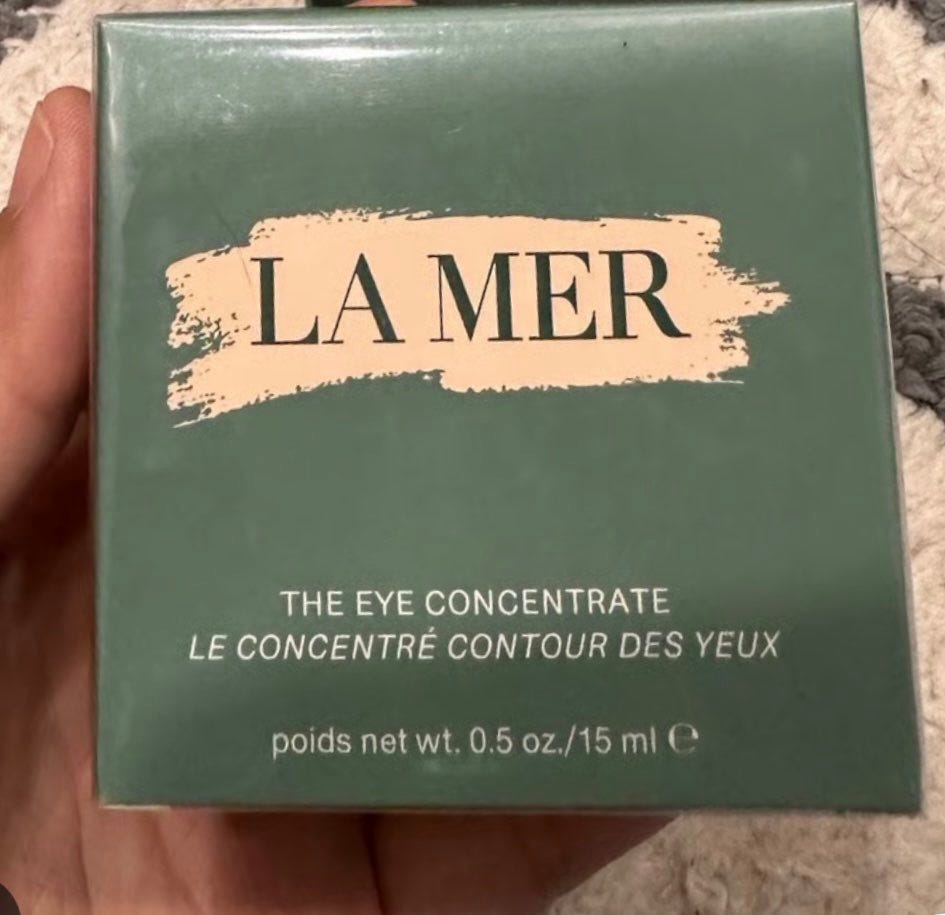 LA MER
THE EYE CONCENTRATE
LE CONCENTRÉ CONTOUR DES YEUX
poids net wt. 0.5 oz./15 ml ℮